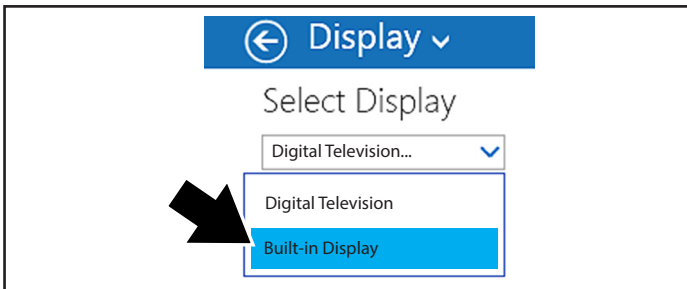 Display
Select Display
Digital Television...
Digital Television
Built-in Display